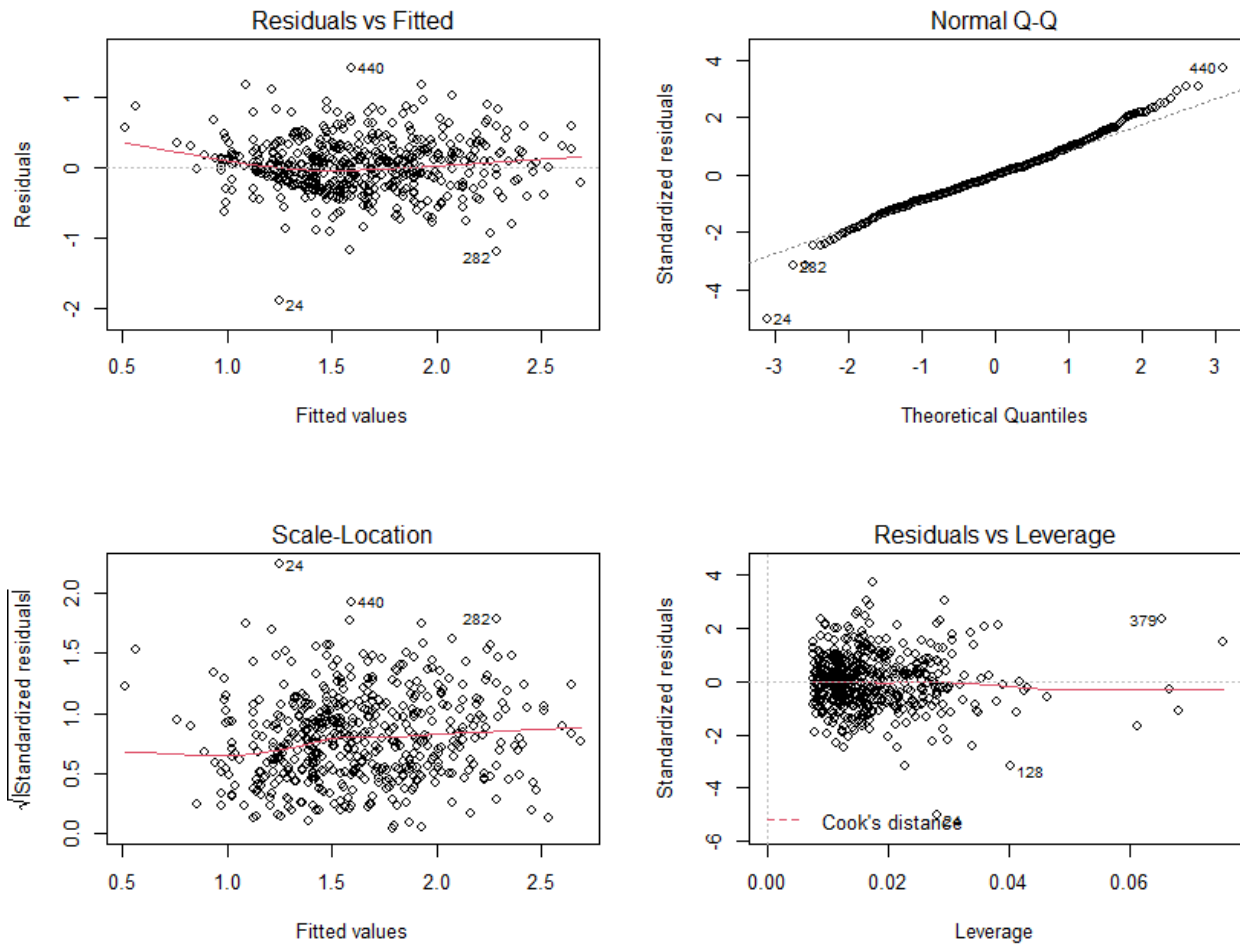 Residuals vs Fitted
Residuals
1
0
-1
-2
440
282
24
0.5 1.0 1.5 2.0 2.5
Fitted values
Normal Q-Q
Standardized residuals
4
2
0
-2
-4
440
282
24
-3 -2 -1 0 1 2 3
Theoretical Quantiles
Scale-Location
√|Standardized residuals|
2.0
1.5
1.0
0.5
0.0
24
440
282
0.5 1.0 1.5 2.0 2.5
Fitted values
Residuals vs Leverage
Standardized residuals
4
2
0
-2
-4
-6
379
128
24
Cook's distance
0.00 0.02 0.04 0.06
Leverage